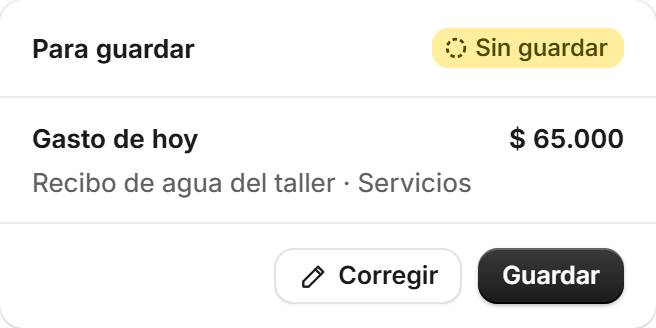 Para guardar
Sin guardar
Gasto de hoy
$ 65.000
Recibo de agua del taller · Servicios
Corregir
Guardar